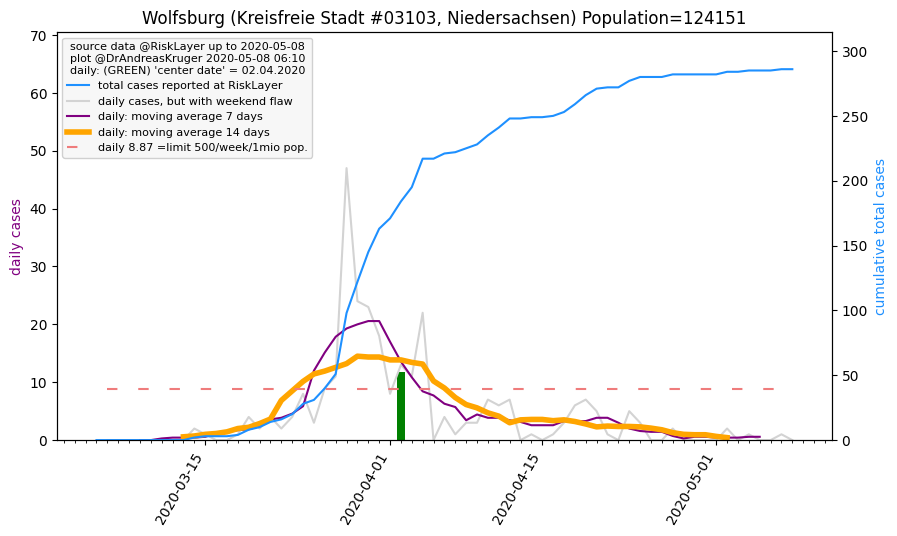 Wolfsburg (Kreisfreie Stadt #03103, Niedersachsen) Population=124151
source data @RiskLayer up to 2020-05-08
plot @DrAndreasKruger 2020-05-08 06:10
daily: (GREEN) 'center date' = 02.04.2020
total cases reported at RiskLayer
daily cases, but with weekend flaw
daily: moving average 7 days
daily: moving average 14 days
daily 8.87 =limit 500/week/1mio pop.
daily cases
70
60
50
40
30
20
10
0
cumulative total cases
300
250
200
150
100
50
0
2020-03-15
2020-04-01
2020-04-15
2020-05-01